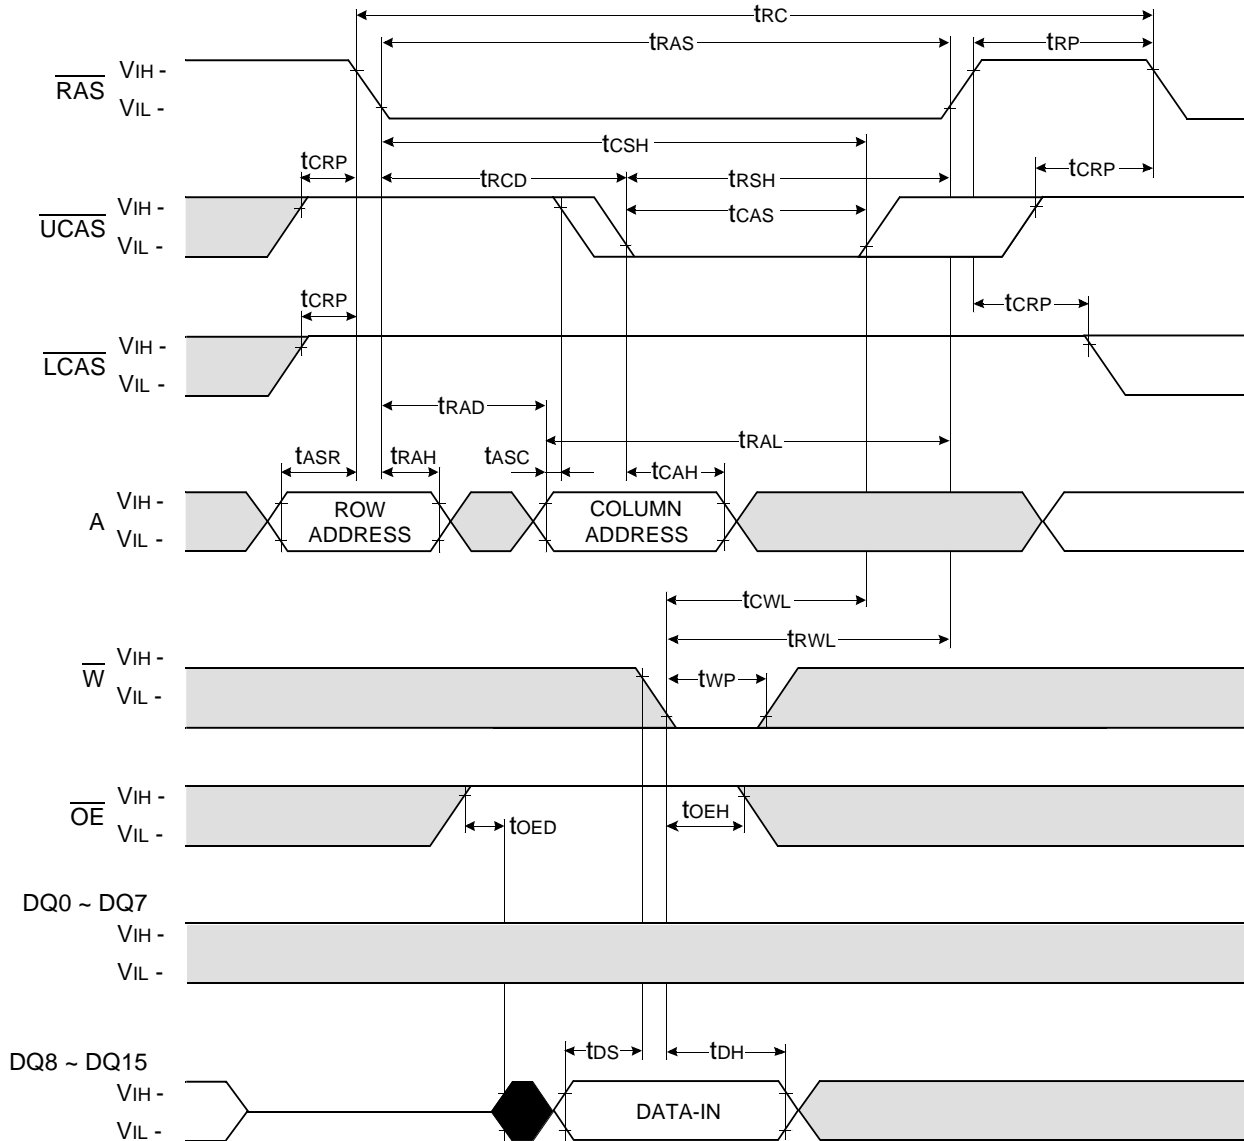 tRC
tRAS
tRP
RAS
VIH -
VIL -
tCSH
tCRP
tRCD
tRSH
tCRP
UCAS
VIH -
VIL -
tCAS
tCRP
tCRP
LCAS
VIH -
VIL -
tRAD
tRAL
tASR
tRAH
tASC
tCAH
A
VIH -
VIL -
ROW
ADDRESS
COLUMN
ADDRESS
tCWL
tRWL
W
VIH -
VIL -
tWP
OE
VIH -
VIL -
tOED
tOEH
DQ0 ~ DQ7
VIH -
VIL -
DQ8 ~ DQ15
tDS
tDH
VIH -
VIL -
DATA-IN